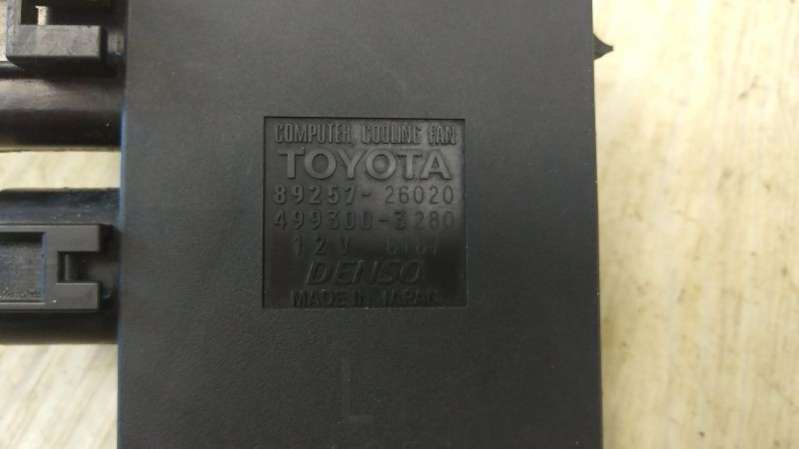 COMPUTER COOLING FAN
TOYOTA
89257-26020
499300-3280
12V
DENSO
MADE IN JAPAN
L